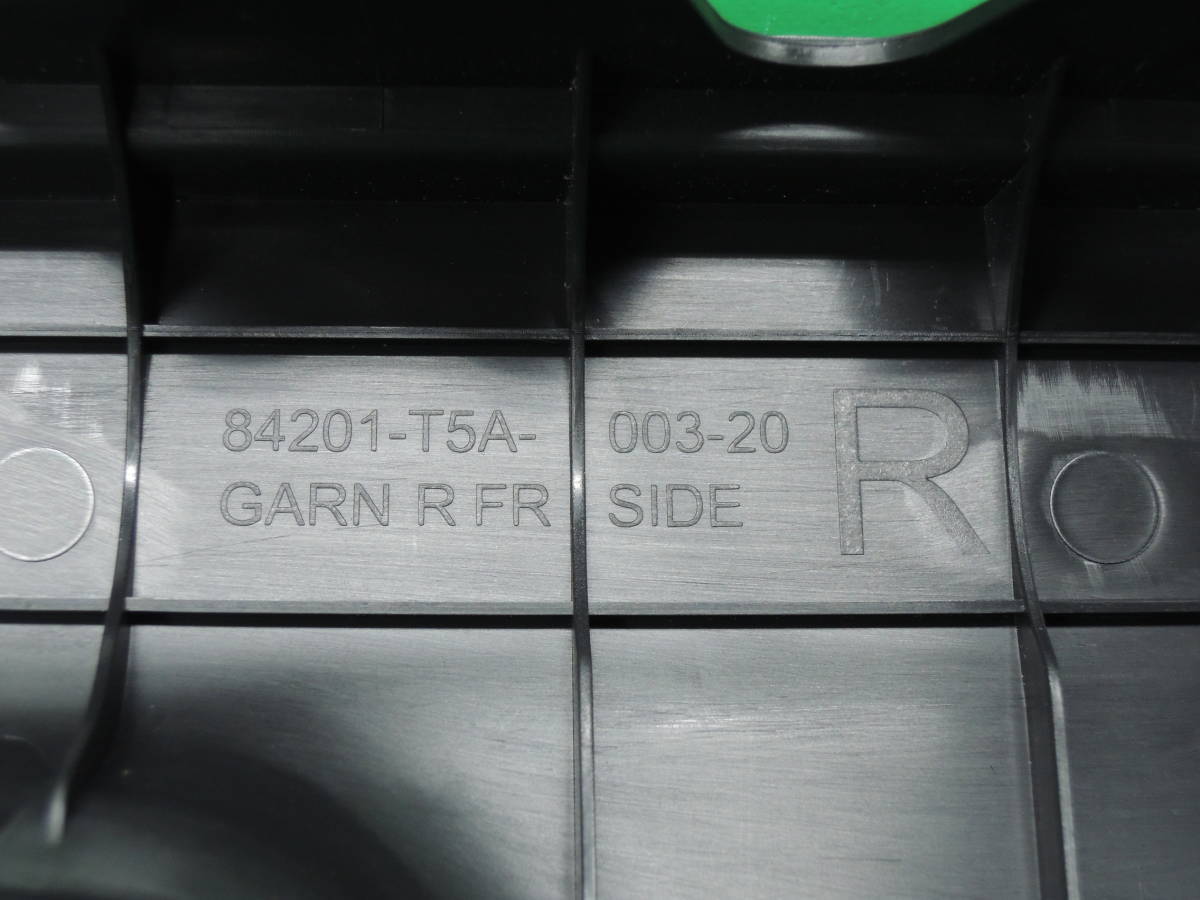 84201-T5A- 003-20
GARN R FR SIDE
R